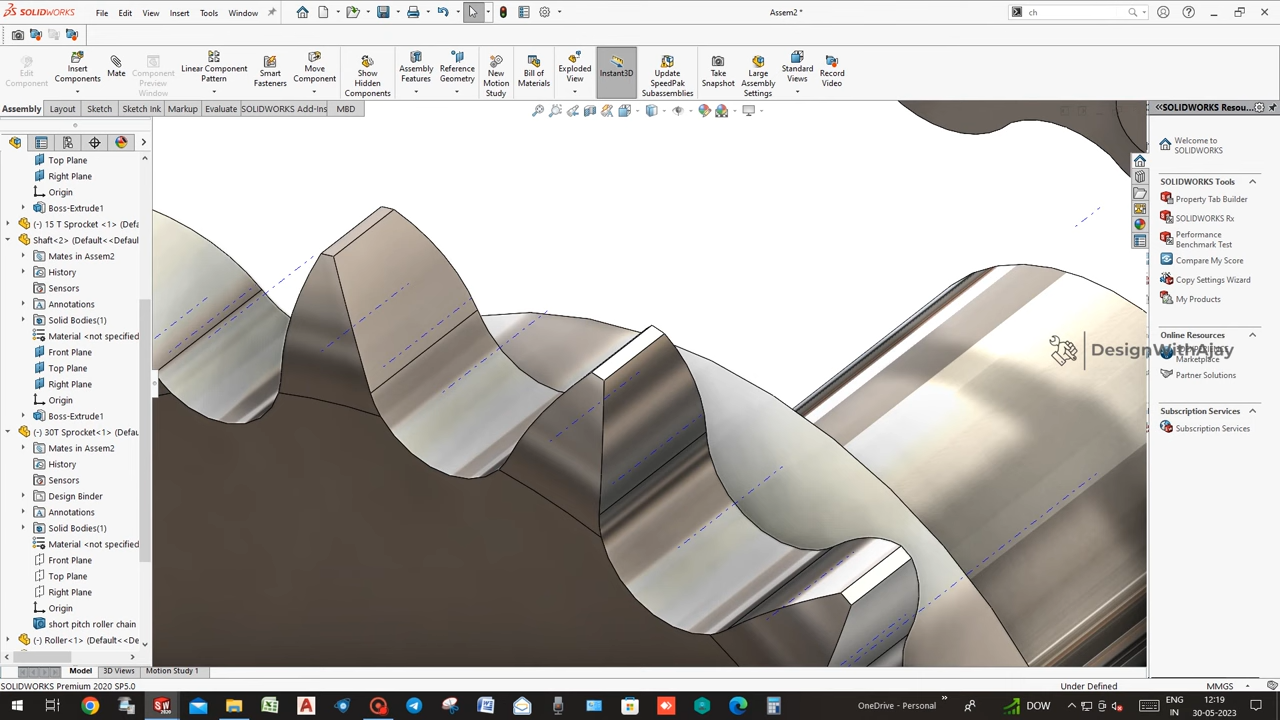 SOLIDWORKS
File
Edit
View
Insert
Tools
Window
Assem2 *
ch
Edit
Component
Insert
Components
Mate
Component
Preview
Window
Linear Component
Pattern
Smart
Fasteners
Move
Component
Show
Hidden
Components
Assembly
Features
Reference
Geometry
New
Motion
Study
Bill of
Materials
Exploded
View
Instant3D
Update
SpeedPak
Subassemblies
Take
Snapshot
Large
Assembly
Settings
Standard
Views
Record
Video
Assembly
Layout
Sketch
Sketch Ink
Markup
Evaluate
SOLIDWORKS Add-Ins
MBD
Top Plane
Right Plane
Origin
Boss-Extrude1
(-) 15 T Sprocket <1> (Defa
Shaft<2> (Default<<Defaul
Mates in Assem2
History
Sensors
Annotations
Solid Bodies(1)
Material <not specified
Front Plane
Top Plane
Right Plane
Origin
Boss-Extrude1
(-) 30T Sprocket<1> (Defau
Mates in Assem2
History
Sensors
Design Binder
Annotations
Solid Bodies(1)
Material <not specified
Front Plane
Top Plane
Right Plane
Origin
short pitch roller chain
(-) Roller<1> (Default<<De
DesignWithAjay
SOLIDWORKS Resou...
Welcome to
SOLIDWORKS
SOLIDWORKS Tools
Property Tab Builder
SOLIDWORKS Rx
Performance
Benchmark Test
Compare My Score
Copy Settings Wizard
My Products
Online Resources
Marketplace
Partner Solutions
Subscription Services
Subscription Services
Model
3D Views
Motion Study 1
SOLIDWORKS Premium 2020 SP5.0
Under Defined
MMGS
OneDrive - Personal
DOW
ENG
IN
12:19
30-05-2023